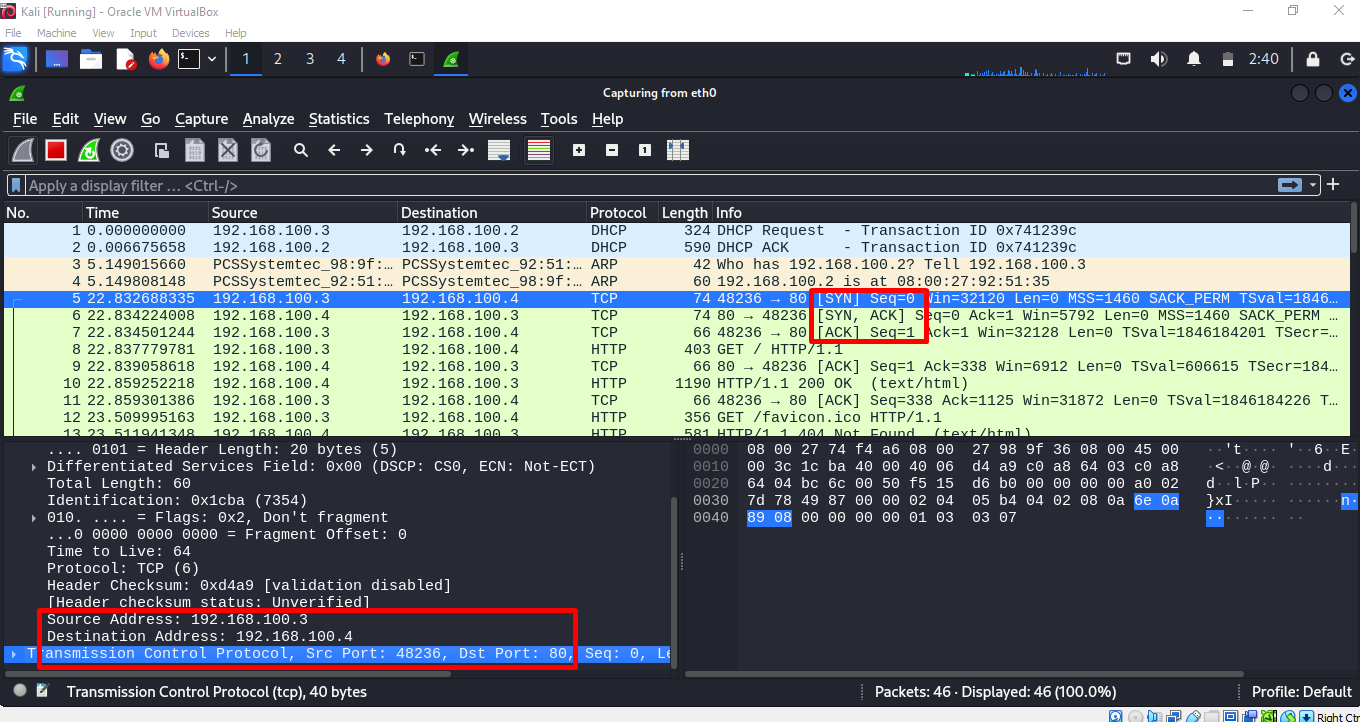 Kali [Running] - Oracle VM VirtualBox
File Machine View Input Devices Help
1 2 3 4 2:40
Capturing from eth0
File Edit View Go Capture Analyze Statistics Telephony Wireless Tools Help
Apply a display filter … <Ctrl-/>
No. Time Source Destination Protocol Length Info
1 0.000000000 192.168.100.3 192.168.100.2 DHCP 324 DHCP Request - Transaction ID 0x741239c
2 0.006675658 192.168.100.2 192.168.100.3 DHCP 590 DHCP ACK - Transaction ID 0x741239c
3 5.149015660 PCSSystemtec_98:9f:… PCSSystemtec_92:51:… ARP 42 Who has 192.168.100.2? Tell 192.168.100.3
4 5.149808148 PCSSystemtec_92:51:… PCSSystemtec_98:9f:… ARP 60 192.168.100.2 is at 08:00:27:92:51:35
5 22.832688335 192.168.100.3 192.168.100.4 TCP 74 48236 → 80 [SYN] Seq=0 Win=32120 Len=0 MSS=1460 SACK_PERM TSval=1846…
6 22.834224008 192.168.100.4 192.168.100.3 TCP 74 80 → 48236 [SYN, ACK] Seq=0 Ack=1 Win=5792 Len=0 MSS=1460 SACK_PERM …
7 22.834501244 192.168.100.3 192.168.100.4 TCP 66 48236 → 80 [ACK] Seq=1 Ack=1 Win=32128 Len=0 TSval=1846184201 TSecr=…
8 22.837779781 192.168.100.3 192.168.100.4 HTTP 403 GET / HTTP/1.1
9 22.839058618 192.168.100.4 192.168.100.3 TCP 66 80 → 48236 [ACK] Seq=1 Ack=338 Win=6912 Len=0 TSval=606615 TSecr=184…
10 22.859252218 192.168.100.4 192.168.100.3 HTTP 1190 HTTP/1.1 200 OK (text/html)
11 22.859301386 192.168.100.3 192.168.100.4 TCP 66 48236 → 80 [ACK] Seq=338 Ack=1125 Win=31872 Len=0 TSval=1846184226 T…
12 23.509995163 192.168.100.3 192.168.100.4 HTTP 356 GET /favicon.ico HTTP/1.1
13 23.511941348 192.168.100.4 192.168.100.3 HTTP 581 HTTP/1.1 404 Not Found (text/html)
.... 0101 = Header Length: 20 bytes (5)
Differentiated Services Field: 0x00 (DSCP: CS0, ECN: Not-ECT)
Total Length: 60
Identification: 0x1cba (7354)
010. .... = Flags: 0x2, Don't fragment
...0 0000 0000 0000 = Fragment Offset: 0
Time to Live: 64
Protocol: TCP (6)
Header Checksum: 0xd4a9 [validation disabled]
[Header checksum status: Unverified]
Source Address: 192.168.100.3
Destination Address: 192.168.100.4
Transmission Control Protocol, Src Port: 48236, Dst Port: 80, Seq: 0, Le
0000 08 00 27 74 f4 a6 08 00 27 98 9f 36 08 00 45 00 ··'t···· '··6··E·
0010 00 3c 1c ba 40 00 40 06 d4 a9 c0 a8 64 03 c0 a8 ·<··@·@· ····d···
0020 64 04 bc 6c 00 50 f5 15 d6 b0 00 00 00 00 a0 02 d··l·P·· ········
0030 7d 78 49 87 00 00 02 04 05 b4 04 02 08 0a 6e 0a }xI····· ······n·
0040 89 08 00 00 00 00 01 03 03 07 ········ ··
Transmission Control Protocol (tcp), 40 bytes
Packets: 46 · Displayed: 46 (100.0%)
Profile: Default
Right Ctr